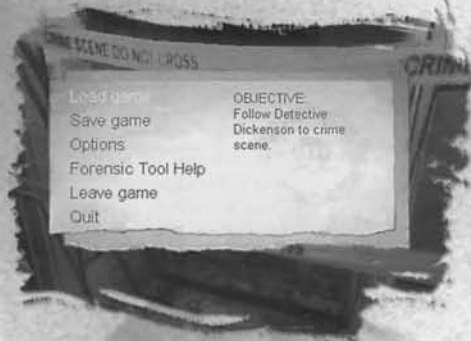 CRIME SCENE DO NOT CROSS
CRIM
Load game
Save game
Options
Forensic Tool Help
Leave game
Quit
OBJECTIVE:
Follow Detective
Dickenson to crime
scene.